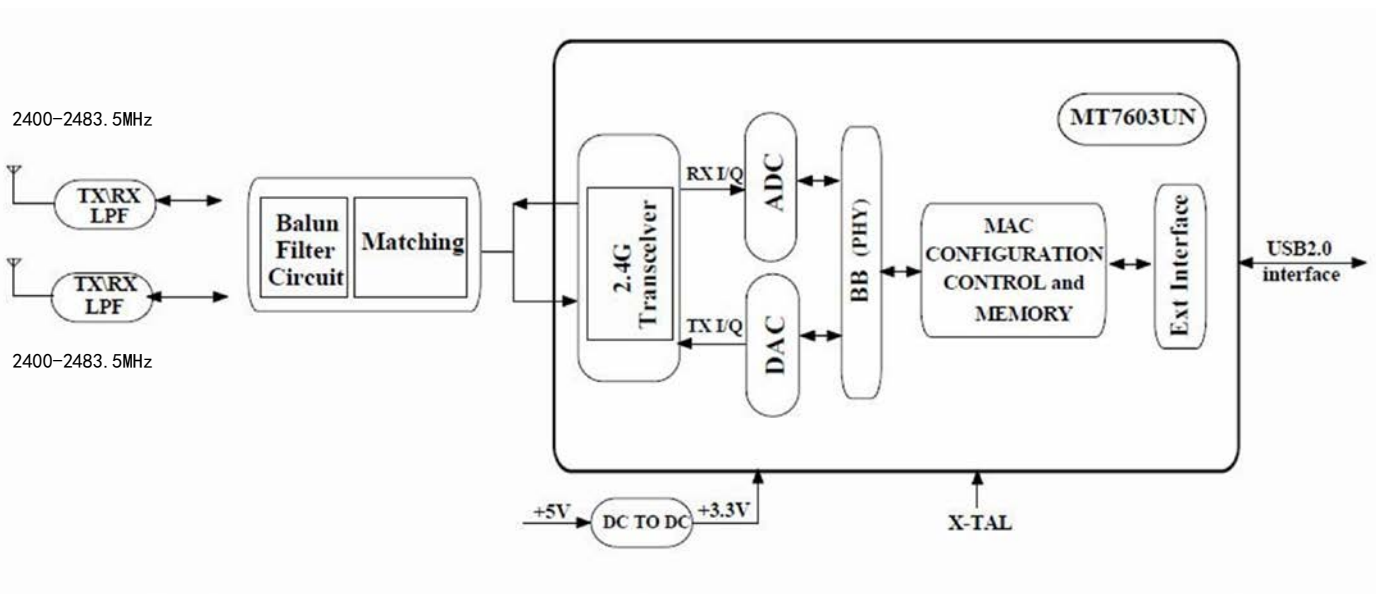 2400-2483.5MHz
TX\RX
LPF
TX\RX
LPF
2400-2483.5MHz
Balun
Filter
Circuit
Matching
2.4G
Transceiver
RX I/Q
TX I/Q
ADC
DAC
BB (PHY)
MT7603UN
MAC
CONFIGURATION
CONTROL and
MEMORY
Ext Interface
USB2.0
interface
+5V
DC TO DC
+3.3V
X-TAL